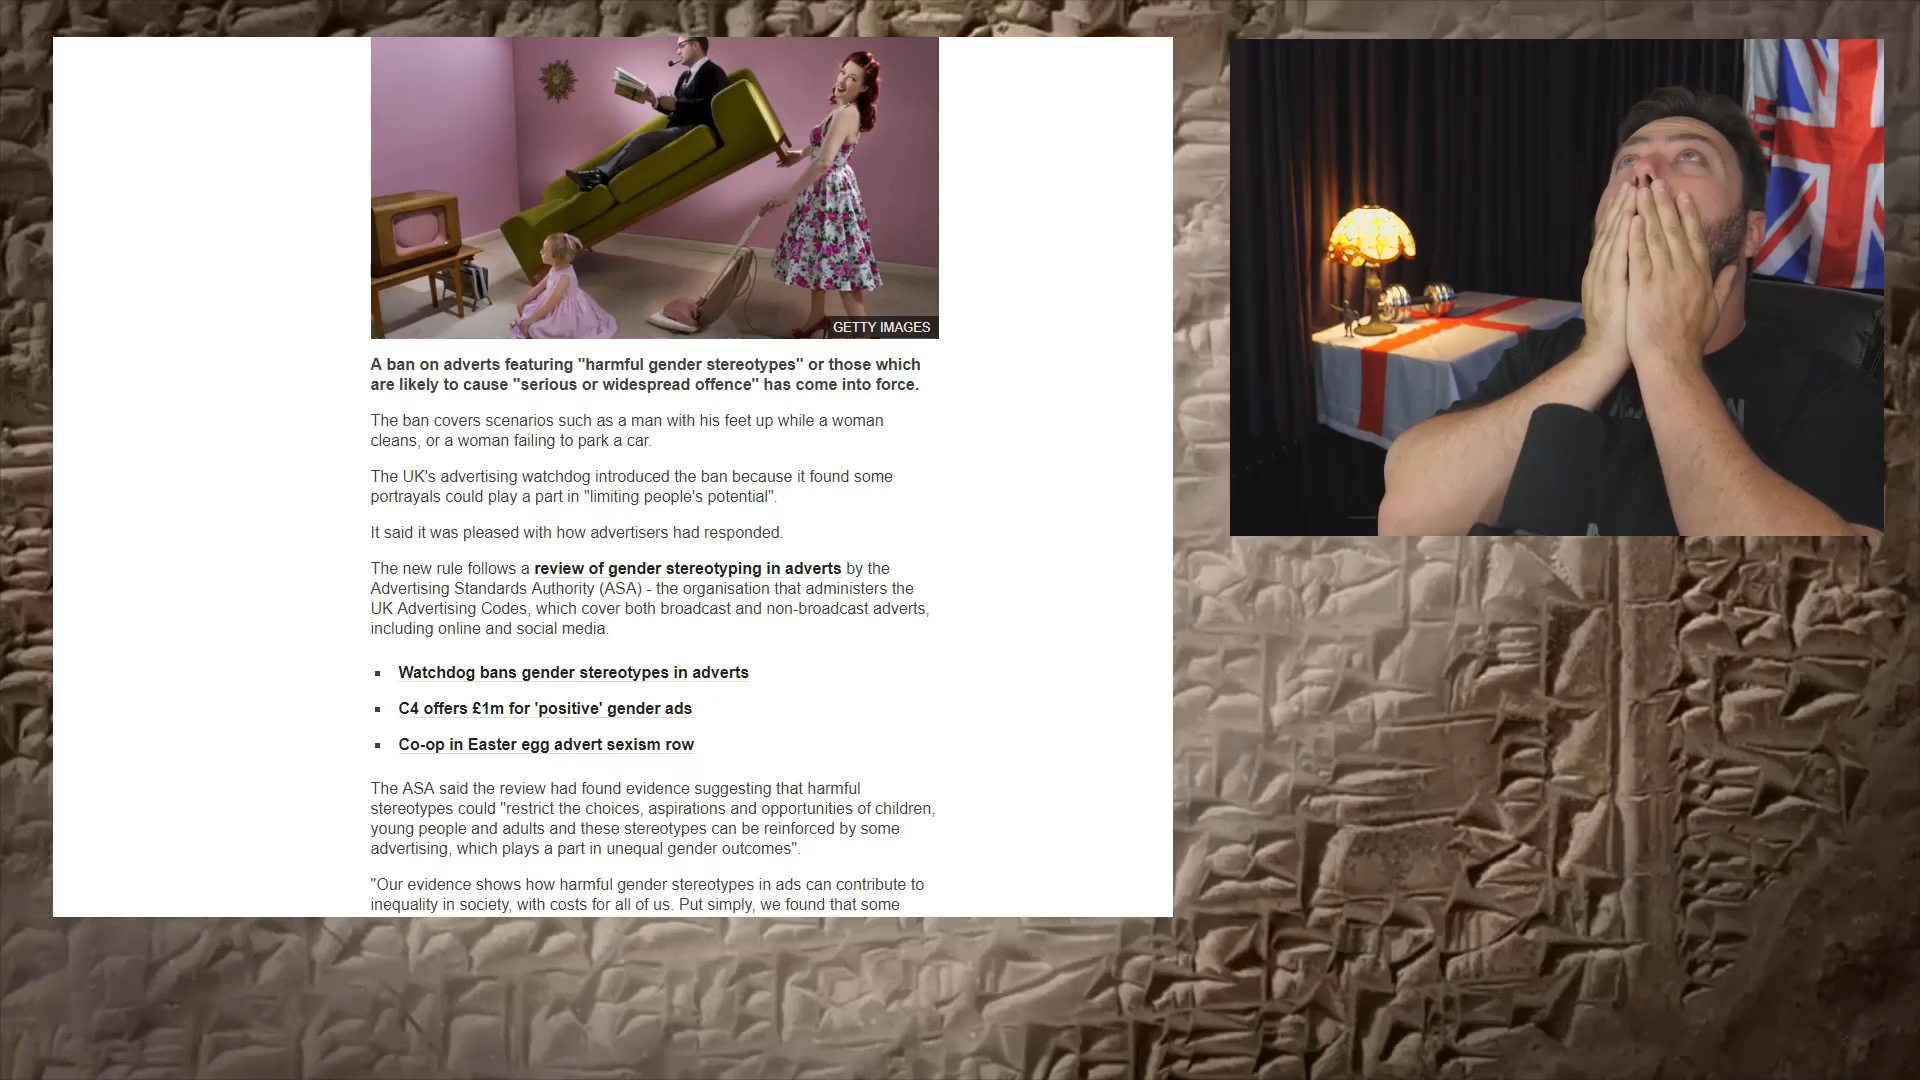 GETTY IMAGES
A ban on adverts featuring "harmful gender stereotypes" or those which
are likely to cause "serious or widespread offence" has come into force.
The ban covers scenarios such as a man with his feet up while a woman
cleans, or a woman failing to park a car.
The UK's advertising watchdog introduced the ban because it found some
portrayals could play a part in "limiting people's potential".
It said it was pleased with how advertisers had responded.
The new rule follows a review of gender stereotyping in adverts by the
Advertising Standards Authority (ASA) - the organisation that administers the
UK Advertising Codes, which cover both broadcast and non-broadcast adverts,
including online and social media.
Watchdog bans gender stereotypes in adverts
C4 offers £1m for 'positive' gender ads
Co-op in Easter egg advert sexism row
The ASA said the review had found evidence suggesting that harmful
stereotypes could "restrict the choices, aspirations and opportunities of children,
young people and adults and these stereotypes can be reinforced by some
advertising, which plays a part in unequal gender outcomes".
"Our evidence shows how harmful gender stereotypes in ads can contribute to
inequality in society, with costs for all of us. Put simply, we found that some